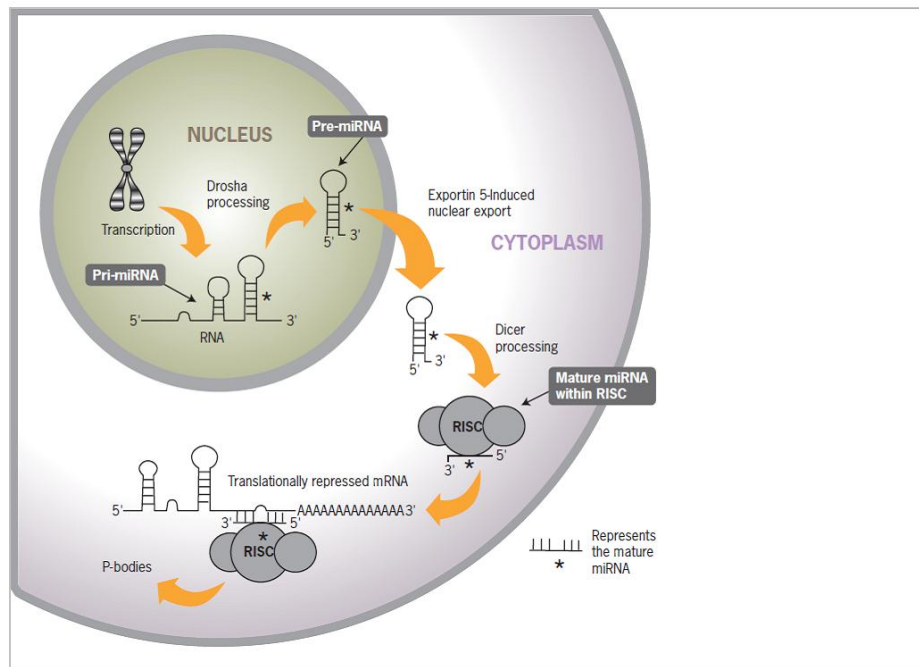 NUCLEUS
Pre-miRNA
Drosha
processing
Transcription
*
5' 3'
Exportin 5-Induced
nuclear export
CYTOPLASM
Pri-miRNA
*
5' 3'
RNA
*
5' 3'
Dicer
processing
Mature miRNA
within RISC
RISC
3' * 5'
Translationally repressed mRNA
5' AAAAAAAAAAAAAA3'
3' 5'
*
RISC
P-bodies
Represents
the mature
miRNA
*